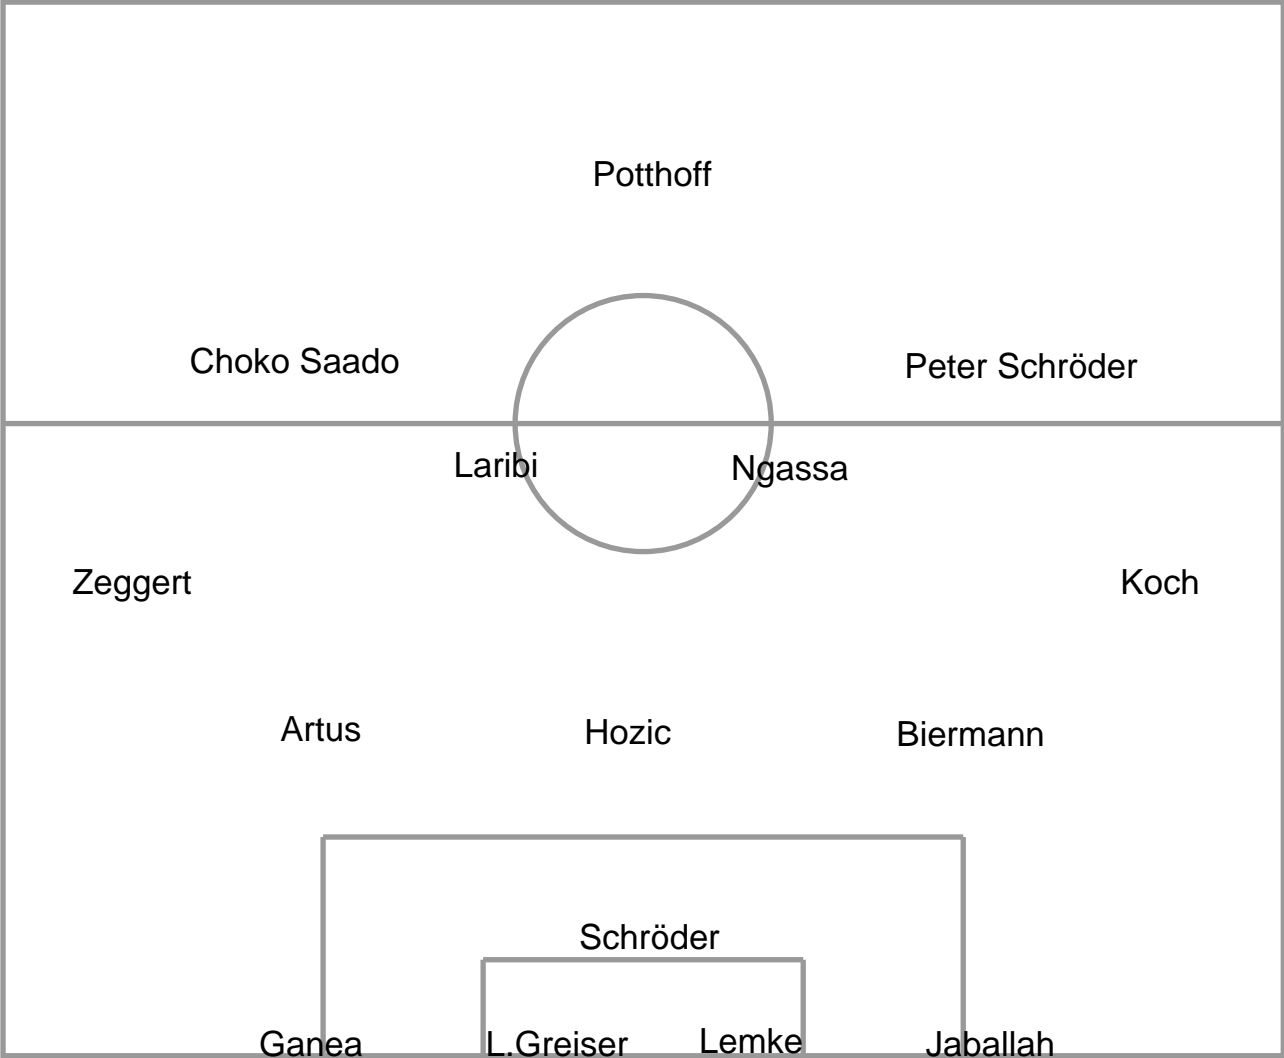 Potthoff
Choko Saado
Peter Schröder
Laribi
Ngassa
Zeggert
Koch
Artus
Hozic
Biermann
Schröder
Ganea
L.Greiser
Lemke
Jaballah